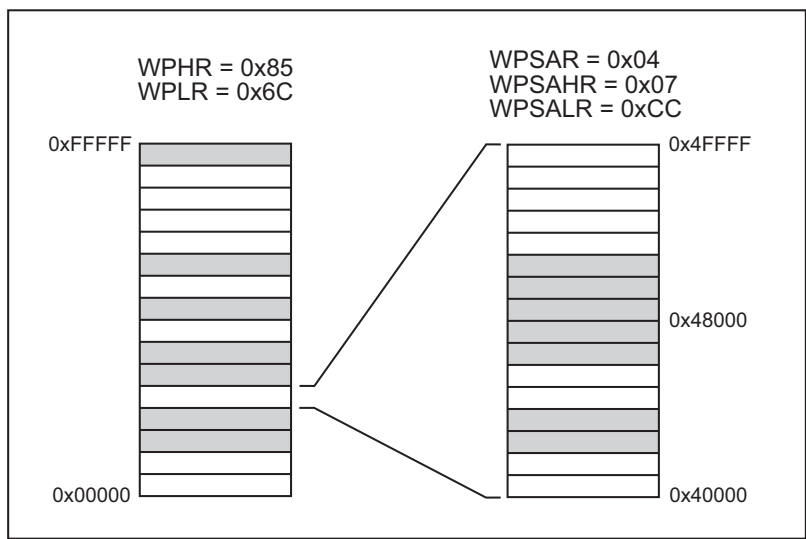 WPHR = 0x85
WPLR = 0x6C
WPSAR = 0x04
WPSAHR = 0x07
WPSALR = 0xCC
0xFFFFF
0x00000
0x4FFFF
0x48000
0x40000